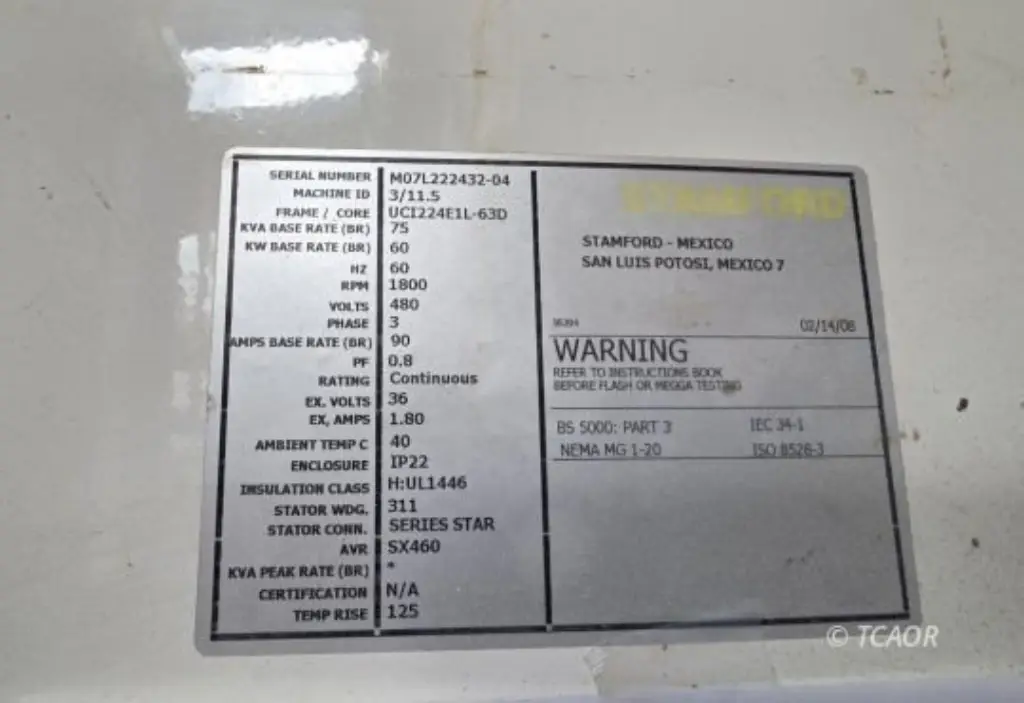 SERIAL NUMBER M07L222432-04
MACHINE ID 3/11.5
FRAME / CORE UCI224E1L-63D
KVA BASE RATE (BR) 75
KW BASE RATE (BR) 60
HZ 60
RPM 1800
VOLTS 480
PHASE 3
AMPS BASE RATE (BR) 90
PF 0.8
RATING Continuous
EX. VOLTS 36
EX, AMPS 1.80
AMBIENT TEMP C 40
ENCLOSURE IP22
INSULATION CLASS H:UL1446
STATOR WDG. 311
STATOR CONN. SERIES STAR
AVR SX460
KVA PEAK RATE (BR) *
CERTIFICATION N/A
TEMP RISE 125
STAMFORD
STAMFORD - MEXICO
SAN LUIS POTOSI, MEXICO 7
02/14/08
WARNING
REFER TO INSTRUCTIONS BOOK
BEFORE FLASH OR MEGGA TESTING
BS 5000: PART 3 IEC 34-1
NEMA MG 1-20 ISO 8528-3
© TCAOR